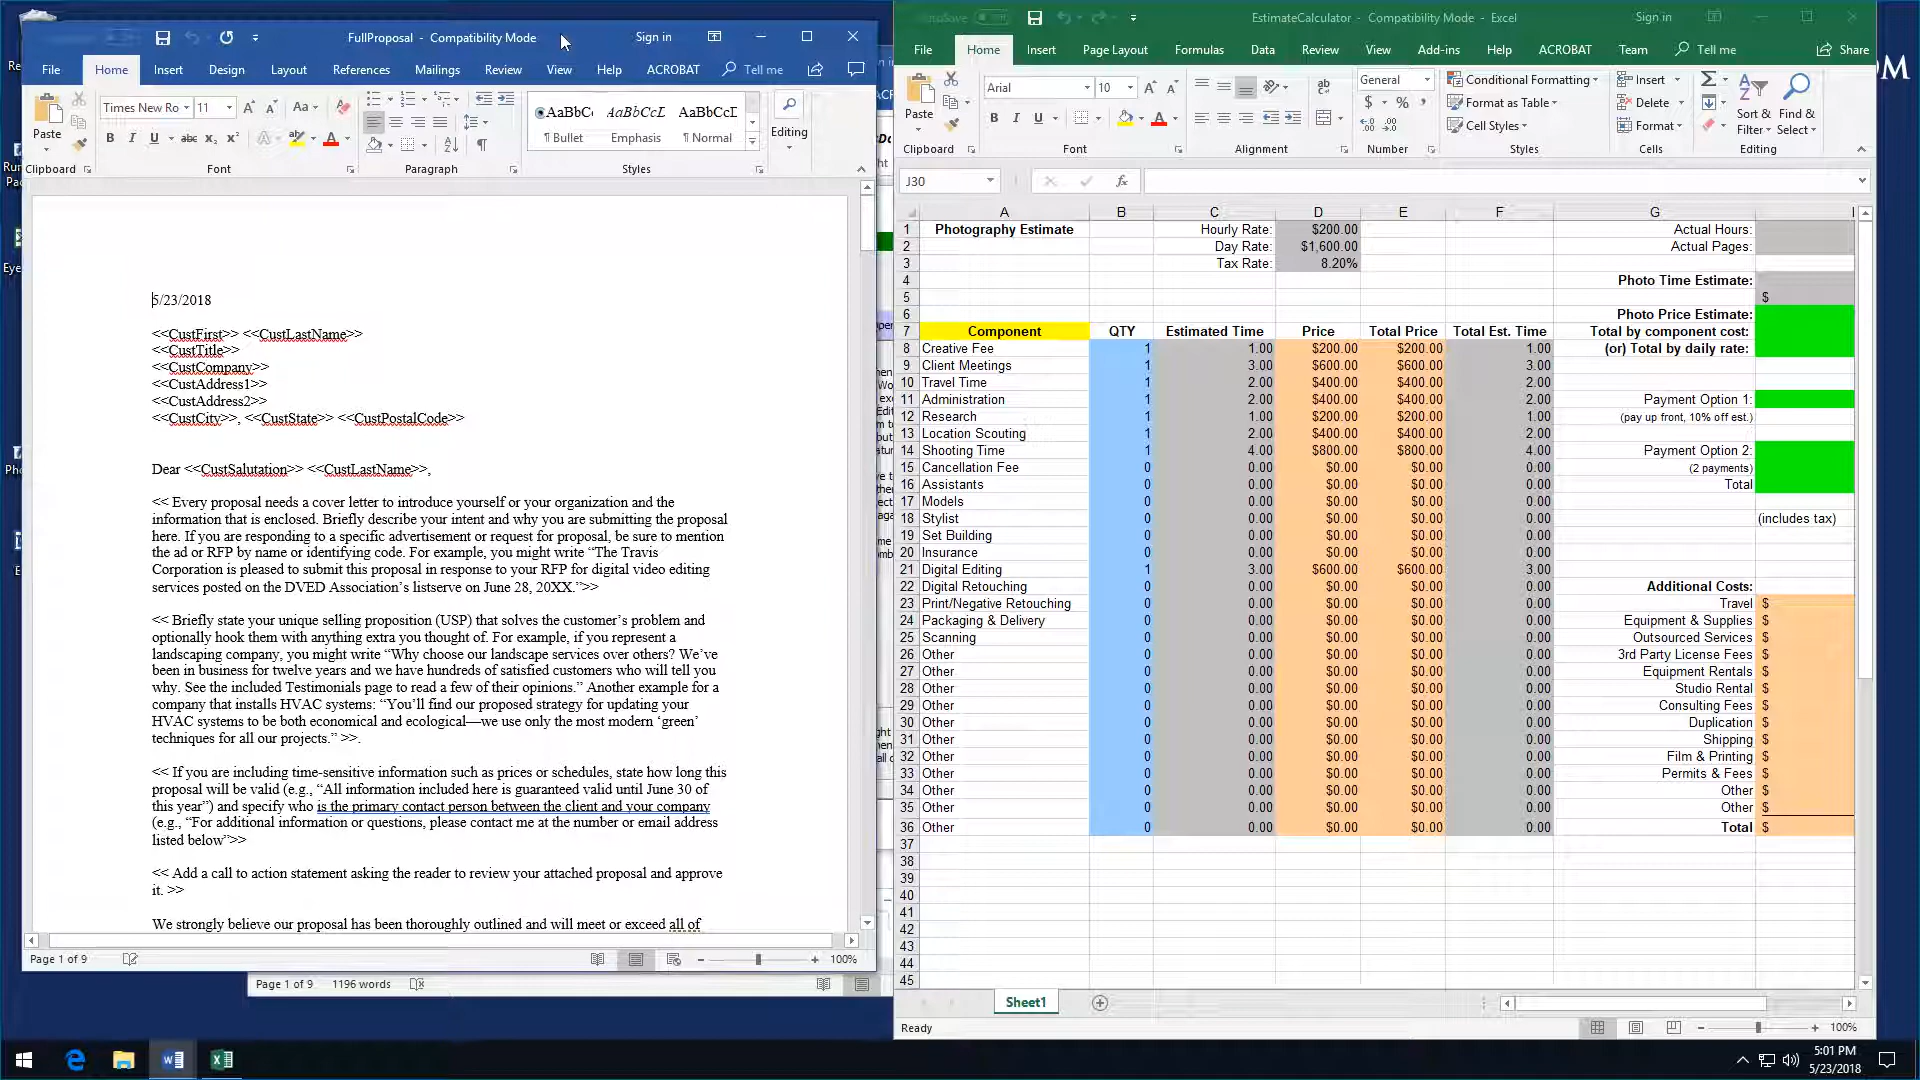 FullProposal - Compatibility Mode
Sign in
File Home Insert Design Layout References Mailings Review View Help ACROBAT Tell me
Times New Ro 11
Paste
AaBbCc AaBbCcL AaBbCcL
¶ Bullet Emphasis ¶ Normal
Editing
Clipboard Font Paragraph Styles
5/23/2018
<<CustFirst>> <<CustLastName>>
<<CustTitle>>
<<CustCompany>>
<<CustAddress1>>
<<CustAddress2>>
<<CustCity>>, <<CustState>> <<CustPostalCode>>
Dear <<CustSalutation>> <<CustLastName>>,
<< Every proposal needs a cover letter to introduce yourself or your organization and the
information that is enclosed. Briefly describe your intent and why you are submitting the proposal
here. If you are responding to a specific advertisement or request for proposal, be sure to mention
the ad or RFP by name or identifying code. For example, you might write “The Travis
Corporation is pleased to submit this proposal in response to your RFP for digital video editing
services posted on the DVED Association’s listserve on June 28, 20XX.”>>
<< Briefly state your unique selling proposition (USP) that solves the customer’s problem and
optionally hook them with anything extra you thought of. For example, if you represent a
landscaping company, you might write “Why choose our landscape services over others? We’ve
been in business for twelve years and we have hundreds of satisfied customers who will tell you
why. See the included Testimonials page to read a few of their opinions.” Another example for a
company that installs HVAC systems: “You’ll find our proposed strategy for updating your
HVAC systems to be both economical and ecological—we use only the most modern ‘green’
techniques for all our projects.” >>.
<< If you are including time-sensitive information such as prices or schedules, state how long this
proposal will be valid (e.g., “All information included here is guaranteed valid until June 30 of
this year”) and specify who is the primary contact person between the client and your company
(e.g., “For additional information or questions, please contact me at the number or email address
listed below”>>
<< Add a call to action statement asking the reader to review your attached proposal and approve
it. >>
We strongly believe our proposal has been thoroughly outlined and will meet or exceed all of
Page 1 of 9 100%
Page 1 of 9 1196 words
AutoSave Off
EstimateCalculator - Compatibility Mode - Excel
Sign in
File Home Insert Page Layout Formulas Data Review View Add-ins Help ACROBAT Team Tell me Share
Paste
Arial 10
General
Conditional Formatting
Format as Table
Cell Styles
Insert
Delete
Format
Sort & Filter
Find & Select
Clipboard Font Alignment Number Styles Cells Editing
J30
A B C D E F G
1 Photography Estimate Hourly Rate: $200.00 Actual Hours:
2 Day Rate: $1,600.00 Actual Pages:
3 Tax Rate: 8.20%
4 Photo Time Estimate:
5 $
6 Photo Price Estimate:
7 Component QTY Estimated Time Price Total Price Total Est. Time Total by component cost:
8 Creative Fee 1 1.00 $200.00 $200.00 1.00 (or) Total by daily rate:
9 Client Meetings 1 3.00 $600.00 $600.00 3.00
10 Travel Time 1 2.00 $400.00 $400.00 2.00
11 Administration 1 2.00 $400.00 $400.00 2.00 Payment Option 1:
12 Research 1 1.00 $200.00 $200.00 1.00 (pay up front, 10% off est.)
13 Location Scouting 1 2.00 $400.00 $400.00 2.00
14 Shooting Time 1 4.00 $800.00 $800.00 4.00 Payment Option 2:
15 Cancellation Fee 0 0.00 $0.00 $0.00 0.00 (2 payments)
16 Assistants 0 0.00 $0.00 $0.00 0.00 Total
17 Models 0 0.00 $0.00 $0.00 0.00
18 Stylist 0 0.00 $0.00 $0.00 0.00 (includes tax)
19 Set Building 0 0.00 $0.00 $0.00 0.00
20 Insurance 0 0.00 $0.00 $0.00 0.00
21 Digital Editing 1 3.00 $600.00 $600.00 3.00
22 Digital Retouching 0 0.00 $0.00 $0.00 0.00 Additional Costs:
23 Print/Negative Retouching 0 0.00 $0.00 $0.00 0.00 Travel $
24 Packaging & Delivery 0 0.00 $0.00 $0.00 0.00 Equipment & Supplies $
25 Scanning 0 0.00 $0.00 $0.00 0.00 Outsourced Services $
26 Other 0 0.00 $0.00 $0.00 0.00 3rd Party License Fees $
27 Other 0 0.00 $0.00 $0.00 0.00 Equipment Rentals $
28 Other 0 0.00 $0.00 $0.00 0.00 Studio Rental $
29 Other 0 0.00 $0.00 $0.00 0.00 Consulting Fees $
30 Other 0 0.00 $0.00 $0.00 0.00 Duplication $
31 Other 0 0.00 $0.00 $0.00 0.00 Shipping $
32 Other 0 0.00 $0.00 $0.00 0.00 Film & Printing $
33 Other 0 0.00 $0.00 $0.00 0.00 Permits & Fees $
34 Other 0 0.00 $0.00 $0.00 0.00 Other $
35 Other 0 0.00 $0.00 $0.00 0.00 Other $
36 Other 0 0.00 $0.00 $0.00 0.00 Total $
37
38
39
40
41
42
43
44
45
Sheet1
Ready 100%
5:01 PM
5/23/2018